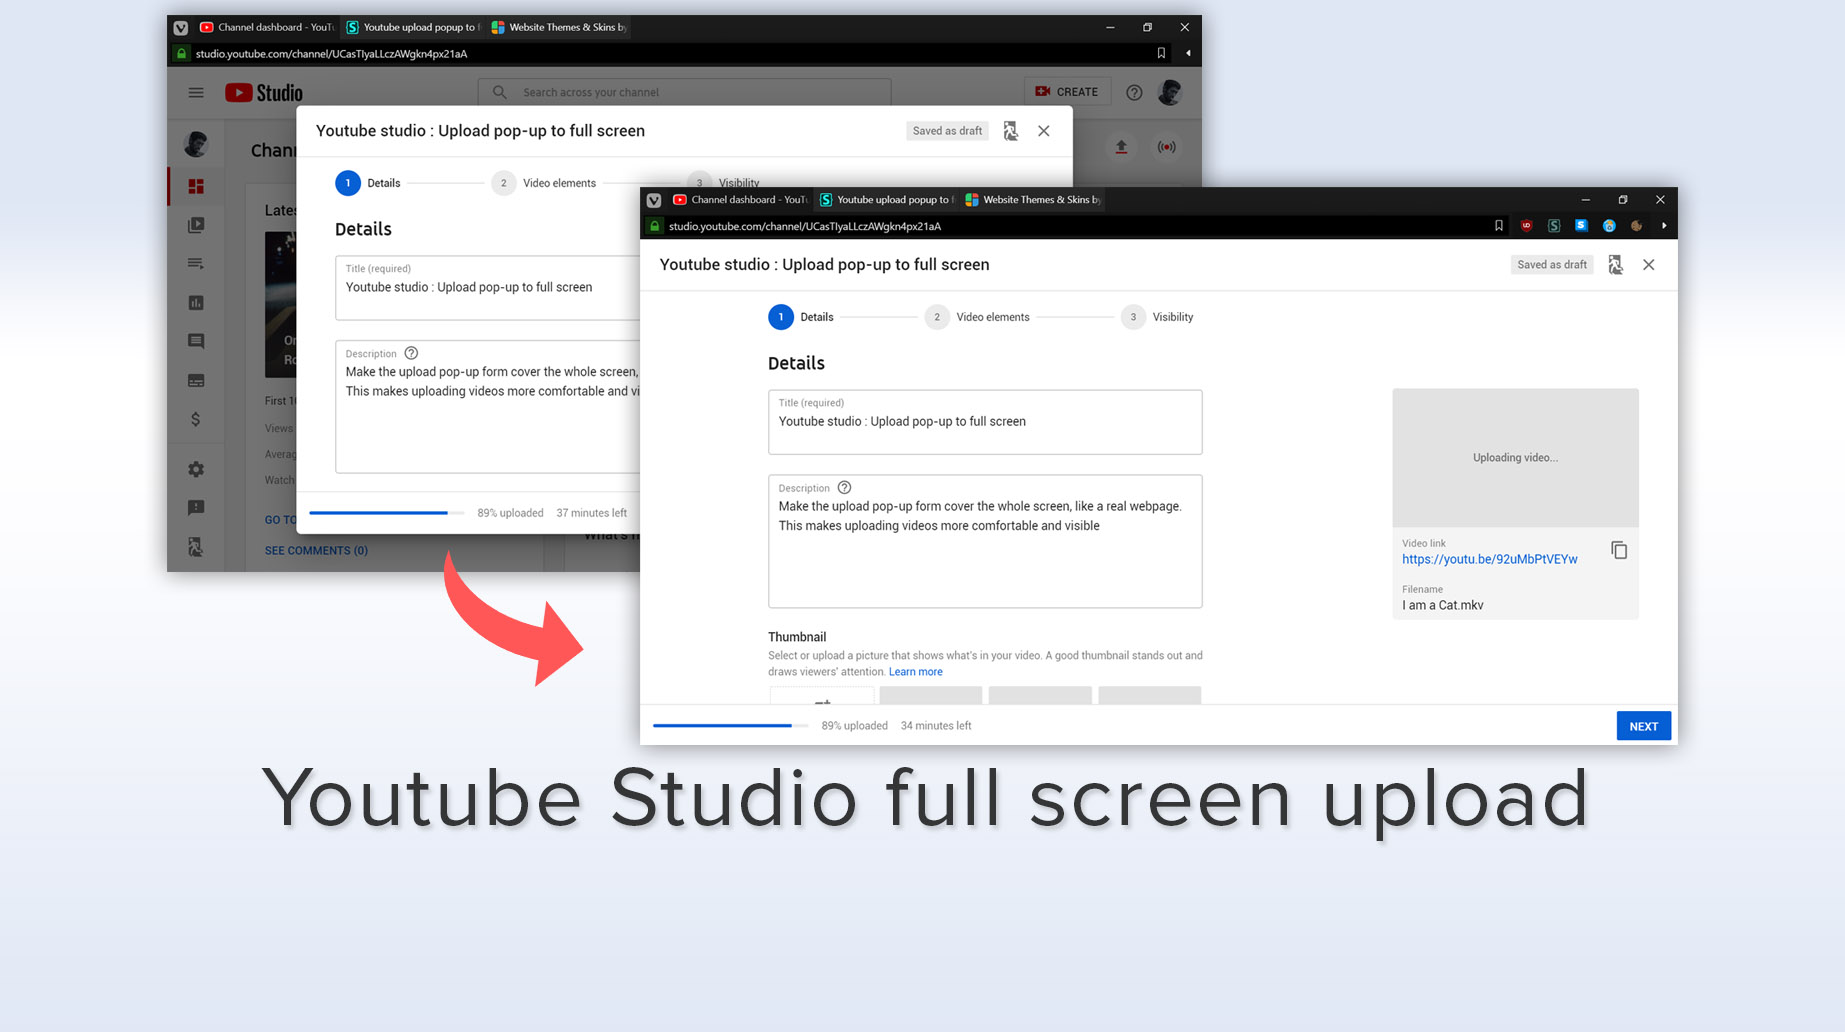 Channel dashboard - YouTu
Youtube upload popup to f
Website Themes & Skins by
studio.youtube.com/channel/UCasTIyaLLczAWgkn4px21aA
Studio
Search across your channel
CREATE
Chan
Late
On
Ro
First 1
Views
Averag
Watch
GO TO
SEE COMMENTS (0)
What's
Youtube studio : Upload pop-up to full screen
Saved as draft
1 Details
2 Video elements
3 Visibility
Details
Title (required)
Youtube studio : Upload pop-up to full screen
Description
Make the upload pop-up form cover the whole screen,
This makes uploading videos more comfortable and vi
89% uploaded 37 minutes left
Channel dashboard - YouTu
Youtube upload popup to f
Website Themes & Skins by
studio.youtube.com/channel/UCasTIyaLLczAWgkn4px21aA
Youtube studio : Upload pop-up to full screen
Saved as draft
1 Details
2 Video elements
3 Visibility
Details
Title (required)
Youtube studio : Upload pop-up to full screen
Description
Make the upload pop-up form cover the whole screen, like a real webpage.
This makes uploading videos more comfortable and visible
Uploading video...
Video link
https://youtu.be/92uMbPtVEYw
Filename
I am a Cat.mkv
Thumbnail
Select or upload a picture that shows what's in your video. A good thumbnail stands out and
draws viewers' attention. Learn more
89% uploaded 34 minutes left
NEXT
Youtube Studio full screen upload